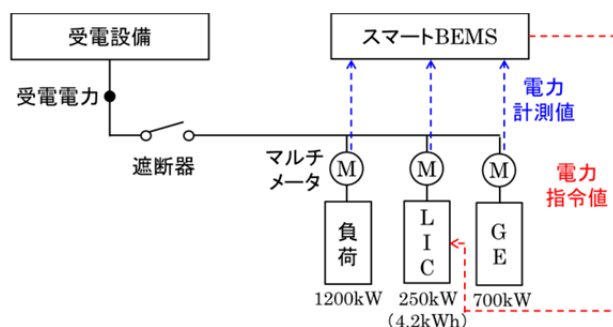 受電設備
スマートBEMS
受電電力
電力
計測値
遮断器
マルチ
メータ
M
M
M
電力
指令値
負荷
LIC
GE
1200kW
250kW
(4.2kWh)
700kW